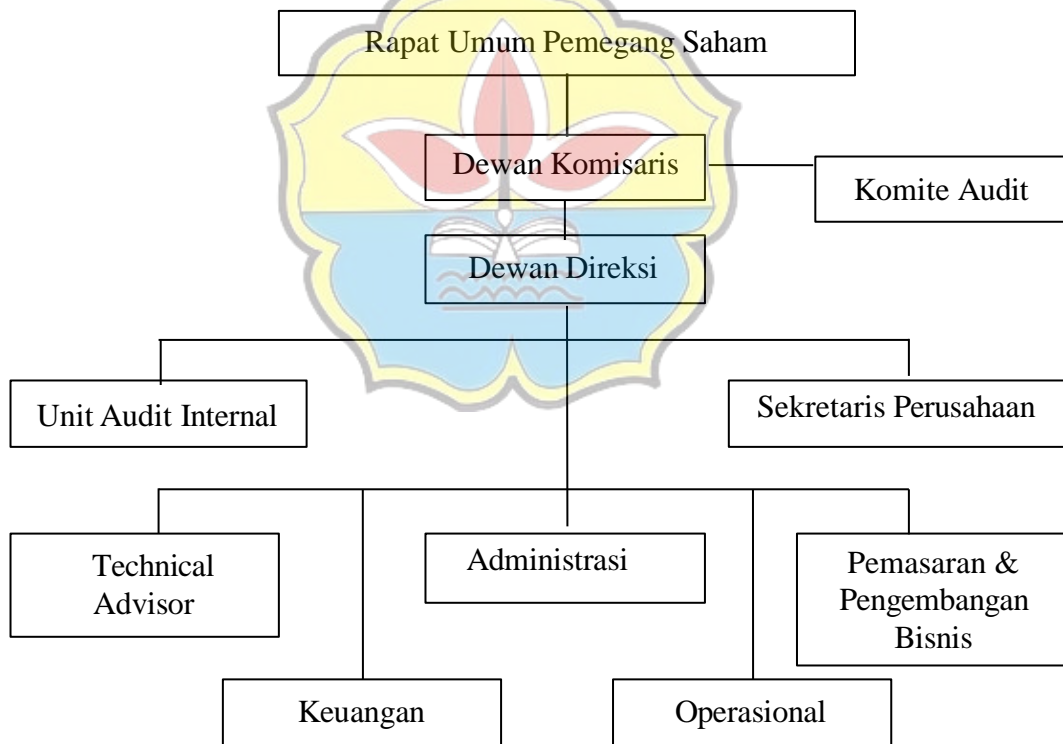 Rapat Umum Pemegang Saham
Dewan Komisaris
Komite Audit
Dewan Direksi
Unit Audit Internal
Sekretaris Perusahaan
Technical
Advisor
Administrasi
Pemasaran &
Pengembangan
Bisnis
Keuangan
Operasional